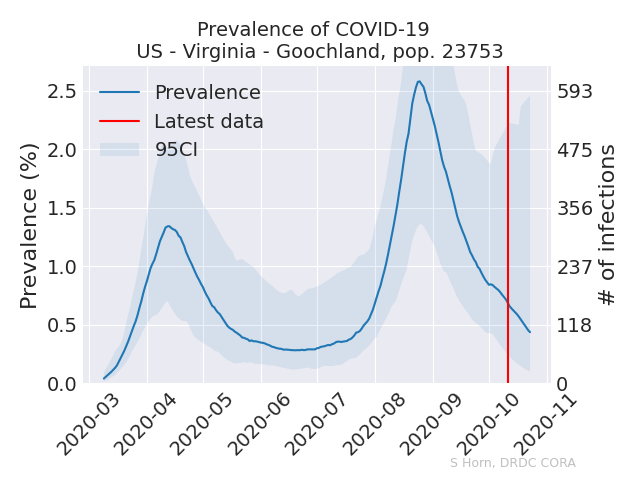 Prevalence of COVID-19
US - Virginia - Goochland, pop. 23753
Prevalence
Latest data
95CI
Prevalence (%)
2.5
2.0
1.5
1.0
0.5
0.0
593
475
356
237
118
0
# of infections
2020-03
2020-04
2020-05
2020-06
2020-07
2020-08
2020-09
2020-10
2020-11
S Horn, DRDC CORA